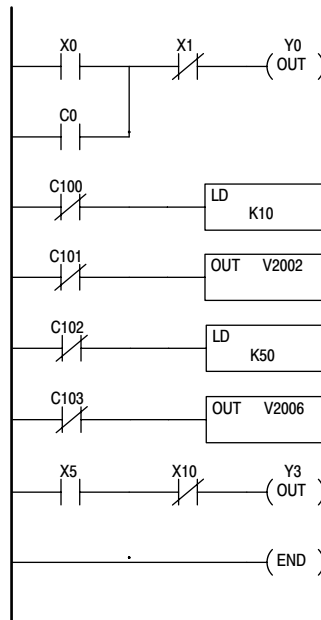 X0 X1 Y0
OUT
C0
C100
LD
K10
C101
OUT V2002
C102
LD
K50
C103
OUT V2006
X5 X10 Y3
OUT
END